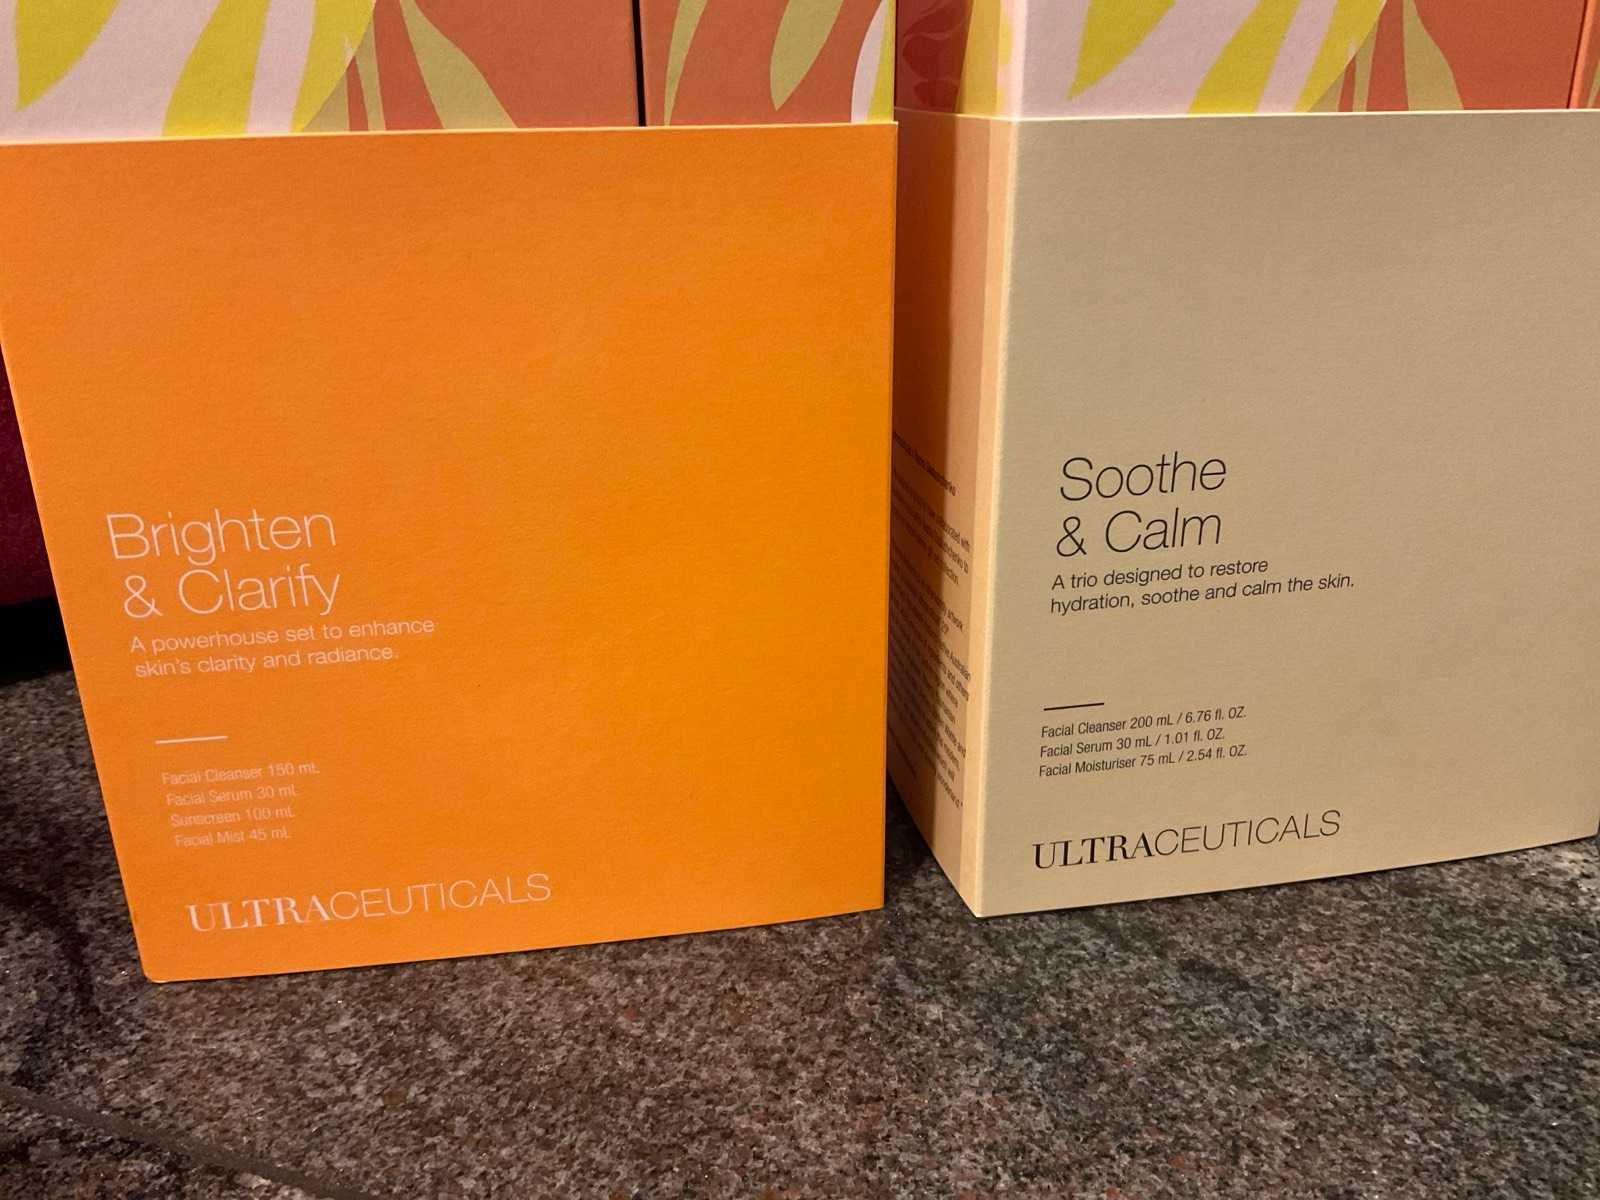 Brighten
& Clarify
A powerhouse set to enhance
skin's clarity and radiance.
Facial Cleanser 150 mL
Facial Serum 30 mL
Sunscreen 100 mL
Facial Mist 45 mL
ULTRACEUTICALS
Soothe
& Calm
A trio designed to restore
hydration, soothe and calm the skin.
Facial Cleanser 200 mL / 6.76 fl. OZ.
Facial Serum 30 mL / 1.01 fl. OZ.
Facial Moisturiser 75 mL / 2.54 fl. OZ.
ULTRACEUTICALS